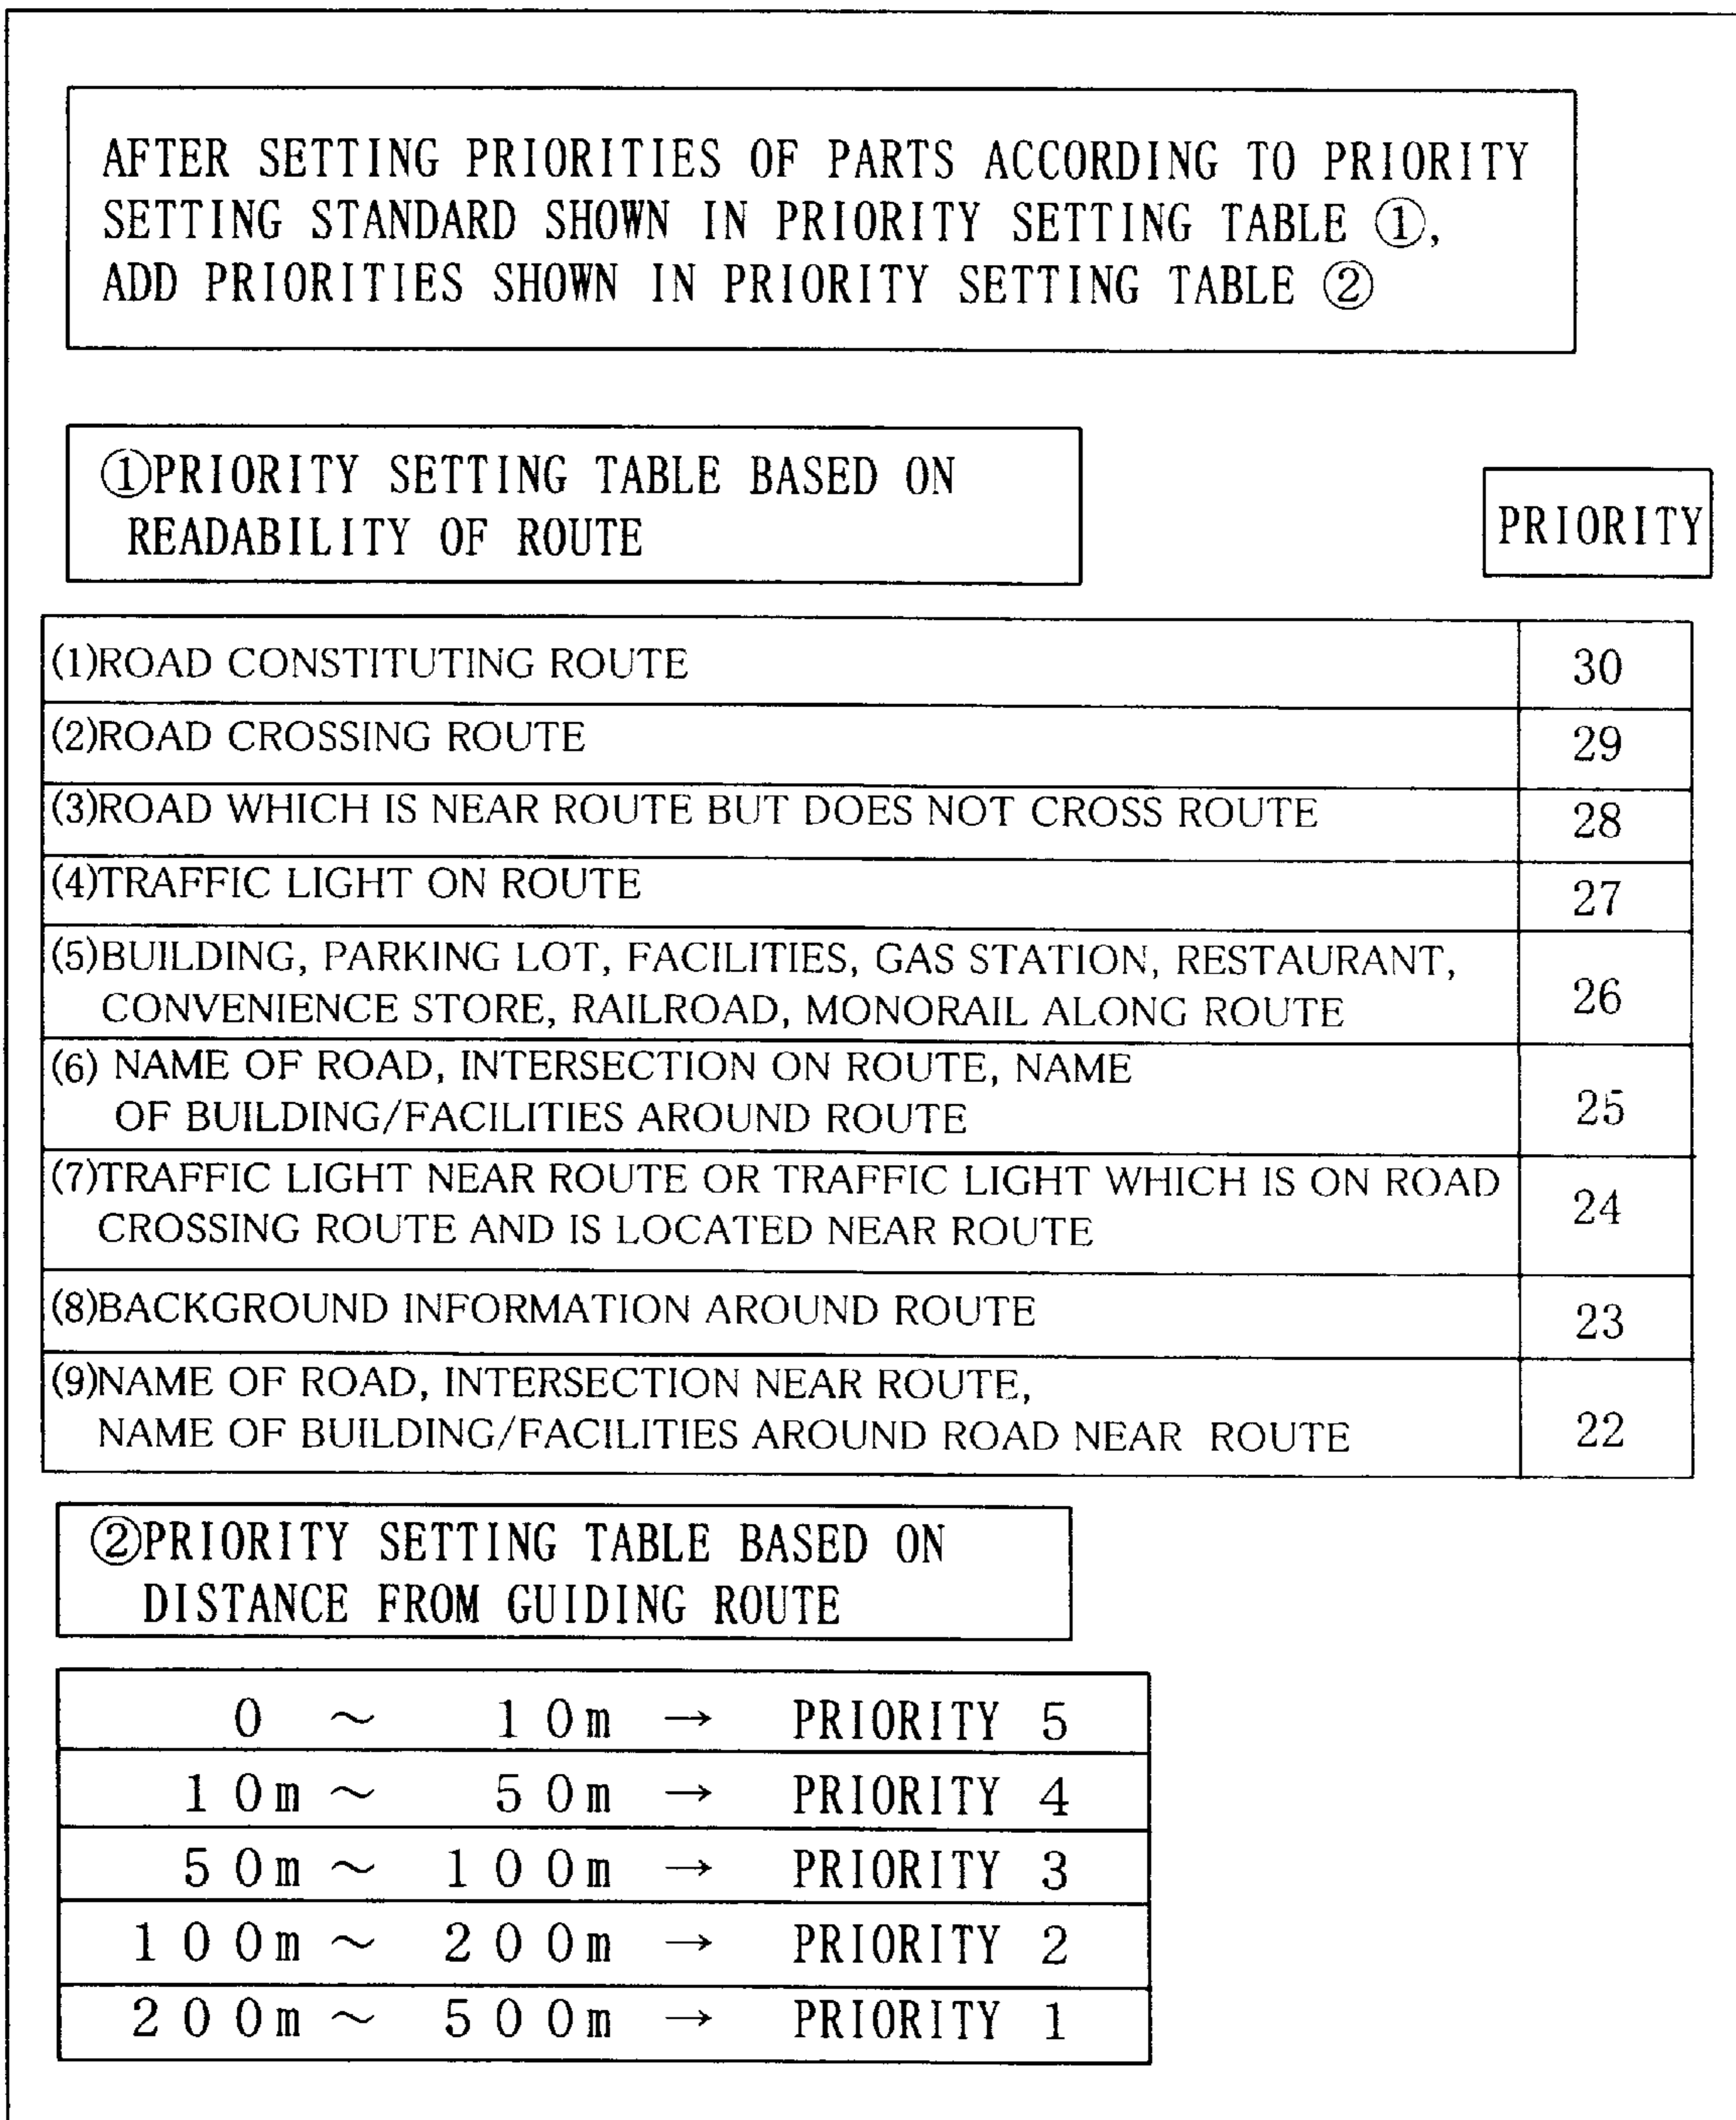 AFTER SETTING PRIORITIES OF PARTS ACCORDING TO PRIORITY
SETTING STANDARD SHOWN IN PRIORITY SETTING TABLE ①,
ADD PRIORITIES SHOWN IN PRIORITY SETTING TABLE ②
①PRIORITY SETTING TABLE BASED ON
READABILITY OF ROUTE
PRIORITY
(1)ROAD CONSTITUTING ROUTE 30
(2)ROAD CROSSING ROUTE 29
(3)ROAD WHICH IS NEAR ROUTE BUT DOES NOT CROSS ROUTE 28
(4)TRAFFIC LIGHT ON ROUTE 27
(5)BUILDING, PARKING LOT, FACILITIES, GAS STATION, RESTAURANT,
CONVENIENCE STORE, RAILROAD, MONORAIL ALONG ROUTE 26
(6) NAME OF ROAD, INTERSECTION ON ROUTE, NAME
OF BUILDING/FACILITIES AROUND ROUTE 25
(7)TRAFFIC LIGHT NEAR ROUTE OR TRAFFIC LIGHT WHICH IS ON ROAD
CROSSING ROUTE AND IS LOCATED NEAR ROUTE 24
(8)BACKGROUND INFORMATION AROUND ROUTE 23
(9)NAME OF ROAD, INTERSECTION NEAR ROUTE,
NAME OF BUILDING/FACILITIES AROUND ROAD NEAR ROUTE 22
②PRIORITY SETTING TABLE BASED ON
DISTANCE FROM GUIDING ROUTE
0 ~ 10m → PRIORITY 5
10m ~ 50m → PRIORITY 4
50m ~ 100m → PRIORITY 3
100m ~ 200m → PRIORITY 2
200m ~ 500m → PRIORITY 1